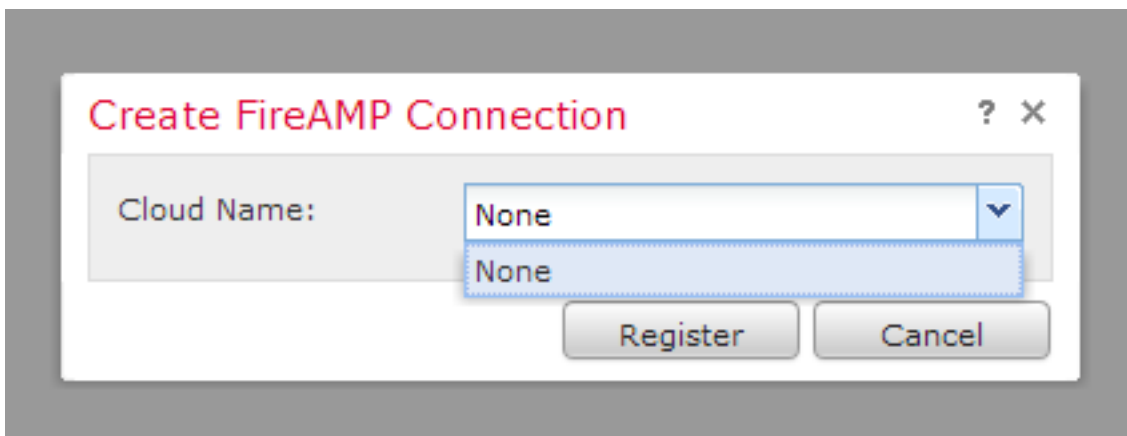 Create FireAMP Connection ? ×
Cloud Name: None
None
Register Cancel